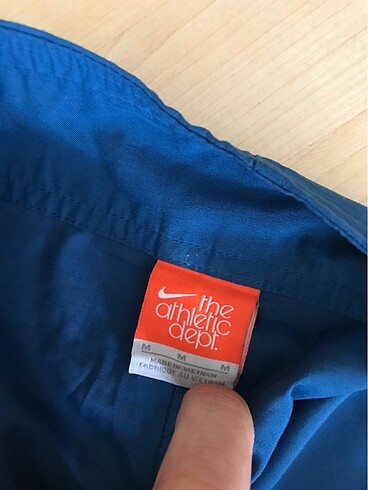 the
athletic
dept.
M M M
MADE IN VIETNAM
FABRIQUÉ AU VIETNAM